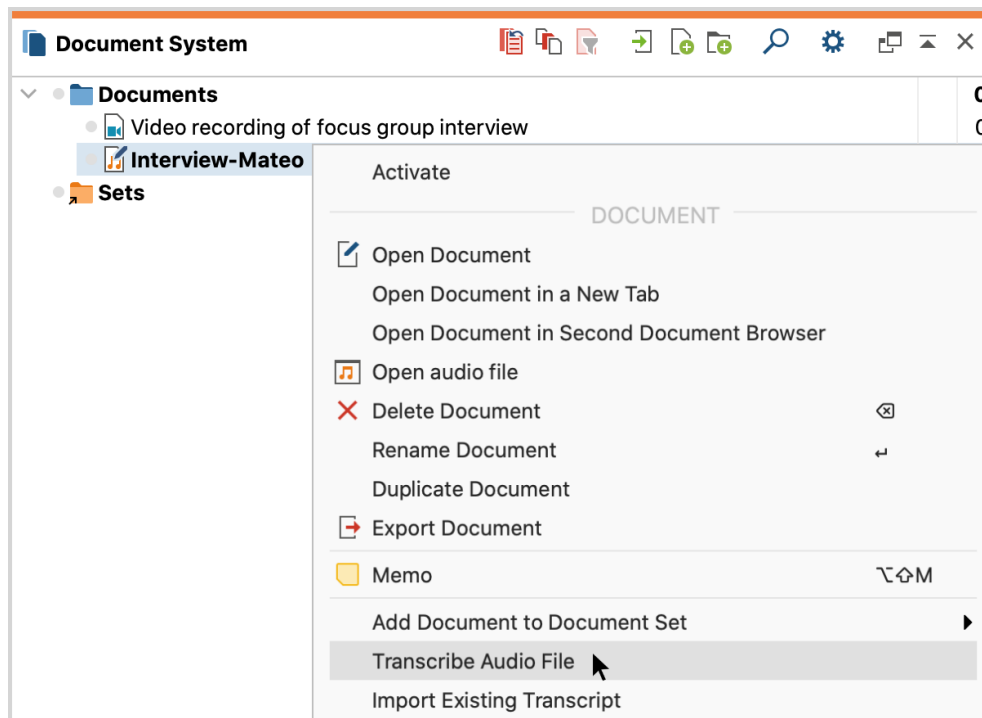 Document System
Documents
0
Video recording of focus group interview
Interview-Mateo
Sets
Activate
DOCUMENT
Open Document
Open Document in a New Tab
Open Document in Second Document Browser
Open audio file
Delete Document ⌫
Rename Document ↵
Duplicate Document
Export Document
Memo ⌥⇧M
Add Document to Document Set
Transcribe Audio File
Import Existing Transcript